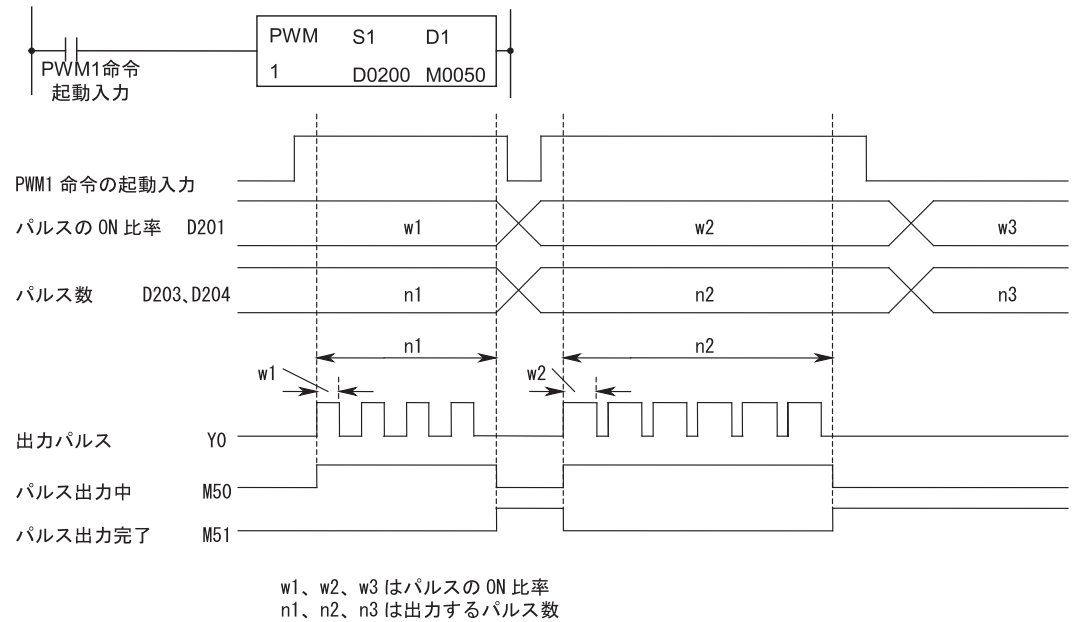 PWM S1 D1
1 D0200 M0050
PWM1命令
起動入力
PWM1 命令の起動入力
パルスの ON 比率 D201 w1 w2 w3
パルス数 D203、D204 n1 n2 n3
n1 n2
w1 w2
出力パルス Y0
パルス出力中 M50
パルス出力完了 M51
w1、w2、w3 はパルスの ON 比率
n1、n2、n3 は出力するパルス数